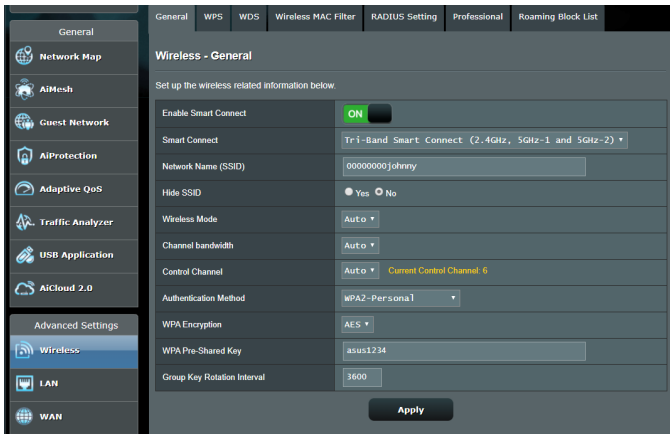 General
Network Map
AiMesh
Guest Network
AiProtection
Adaptive QoS
Traffic Analyzer
USB Application
AiCloud 2.0
Advanced Settings
Wireless
LAN
WAN
General WPS WDS Wireless MAC Filter RADIUS Setting Professional Roaming Block List
Wireless - General
Set up the wireless related information below.
Enable Smart Connect ON
Smart Connect Tri-Band Smart Connect (2.4GHz, 5GHz-1 and 5GHz-2)
Network Name (SSID) 00000000johnny
Hide SSID Yes No
Wireless Mode Auto
Channel bandwidth Auto
Control Channel Auto Current Control Channel: 6
Authentication Method WPA2-Personal
WPA Encryption AES
WPA Pre-Shared Key asus1234
Group Key Rotation Interval 3600
Apply